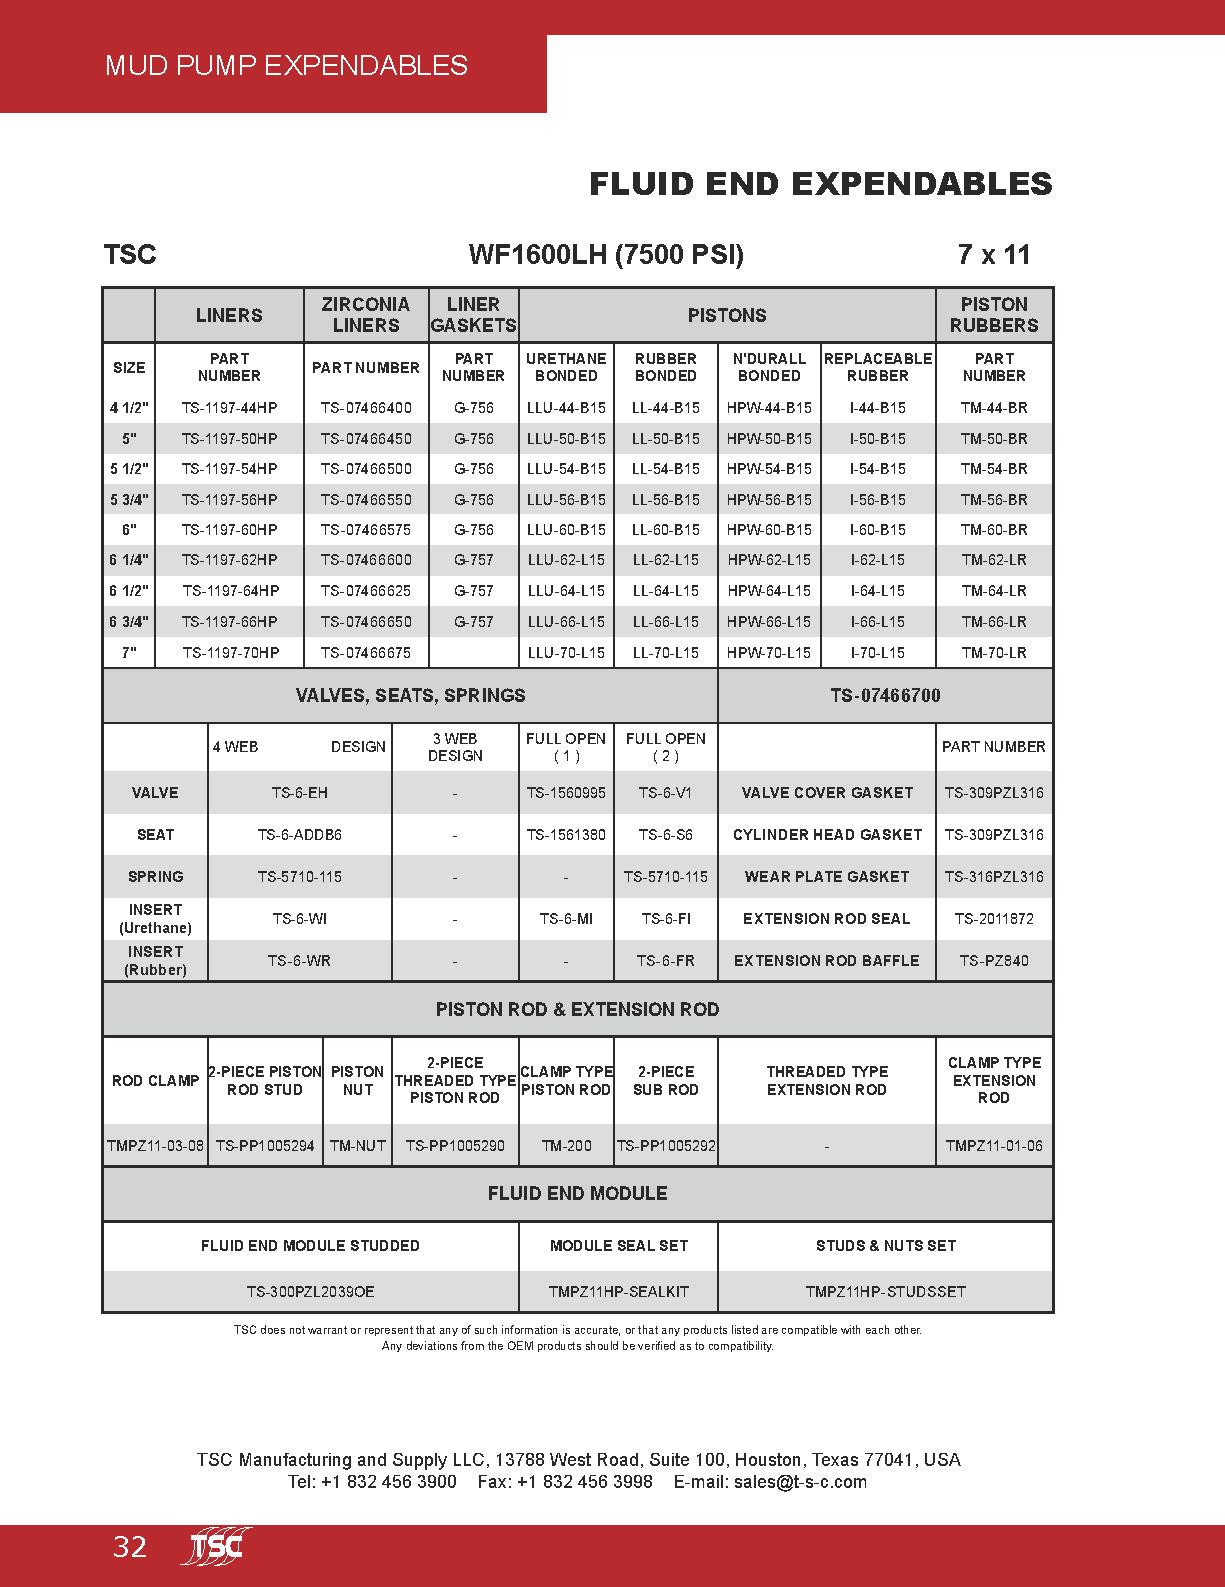 MUD PUMP EXPENDABLES
FLUID END EXPENDABLES
TSC WF1600LH (7500 PSI) 7 x 11
LINERS ZIRCONIA LINERS LINER GASKETS PISTONS PISTON RUBBERS
SIZE PART NUMBER PART NUMBER PART NUMBER URETHANE BONDED RUBBER BONDED N'DURALL BONDED REPLACEABLE RUBBER PART NUMBER
4 1/2" TS-1197-44HP TS-07466400 G-756 LLU-44-B15 LL-44-B15 HPW-44-B15 I-44-B15 TM-44-BR
5" TS-1197-50HP TS-07466450 G-756 LLU-50-B15 LL-50-B15 HPW-50-B15 I-50-B15 TM-50-BR
5 1/2" TS-1197-54HP TS-07466500 G-756 LLU-54-B15 LL-54-B15 HPW-54-B15 I-54-B15 TM-54-BR
5 3/4" TS-1197-56HP TS-07466550 G-756 LLU-56-B15 LL-56-B15 HPW-56-B15 I-56-B15 TM-56-BR
6" TS-1197-60HP TS-07466575 G-756 LLU-60-B15 LL-60-B15 HPW-60-B15 I-60-B15 TM-60-BR
6 1/4" TS-1197-62HP TS-07466600 G-757 LLU-62-L15 LL-62-L15 HPW-62-L15 I-62-L15 TM-62-LR
6 1/2" TS-1197-64HP TS-07466625 G-757 LLU-64-L15 LL-64-L15 HPW-64-L15 I-64-L15 TM-64-LR
6 3/4" TS-1197-66HP TS-07466650 G-757 LLU-66-L15 LL-66-L15 HPW-66-L15 I-66-L15 TM-66-LR
7" TS-1197-70HP TS-07466675 LLU-70-L15 LL-70-L15 HPW-70-L15 I-70-L15 TM-70-LR
VALVES, SEATS, SPRINGS TS-07466700
4 WEB DESIGN 3 WEB DESIGN FULL OPEN ( 1 ) FULL OPEN ( 2 ) PART NUMBER
VALVE TS-6-EH - TS-1560995 TS-6-V1 VALVE COVER GASKET TS-309PZL316
SEAT TS-6-ADDB6 - TS-1561380 TS-6-S6 CYLINDER HEAD GASKET TS-309PZL316
SPRING TS-5710-115 - - TS-5710-115 WEAR PLATE GASKET TS-316PZL316
INSERT (Urethane) TS-6-WI - TS-6-MI TS-6-FI EXTENSION ROD SEAL TS-2011872
INSERT (Rubber) TS-6-WR - - TS-6-FR EXTENSION ROD BAFFLE TS-PZ840
PISTON ROD & EXTENSION ROD
ROD CLAMP 2-PIECE PISTON ROD STUD PISTON NUT 2-PIECE THREADED TYPE PISTON ROD CLAMP TYPE PISTON ROD 2-PIECE SUB ROD THREADED TYPE EXTENSION ROD CLAMP TYPE EXTENSION ROD
TMPZ11-03-08 TS-PP1005294 TM-NUT TS-PP1005290 TM-200 TS-PP1005292 - TMPZ11-01-06
FLUID END MODULE
FLUID END MODULE STUDDED MODULE SEAL SET STUDS & NUTS SET
TS-300PZL2039OE TMPZ11HP-SEALKIT TMPZ11HP-STUDSSET
TSC does not warrant or represent that any of such information is accurate, or that any products listed are compatible with each other.
Any deviations from the OEM products should be verified as to compatibility.
TSC Manufacturing and Supply LLC, 13788 West Road, Suite 100, Houston, Texas 77041, USA
Tel: +1 832 456 3900 Fax: +1 832 456 3998 E-mail: sales@t-s-c.com
32 TSC